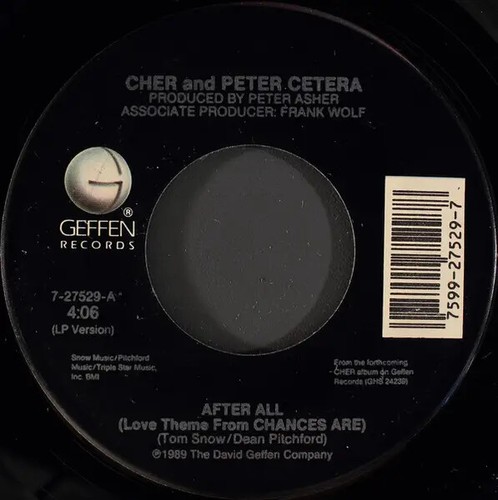 CHER and PETER CETERA
PRODUCED BY PETER ASHER
ASSOCIATE PRODUCER: FRANK WOLF
G
®
GEFFEN
RECORDS
7-27529-A
4:06
(LP Version)
7599-27529-7
Snow Music/Pitchford
Music/Triple Star Music,
Inc. BMI
From the forthcoming
CHER album on Geffen
Records (GHS 24239)
AFTER ALL
(Love Theme From CHANCES ARE)
(Tom Snow/Dean Pitchford)
℗1989 The David Geffen Company